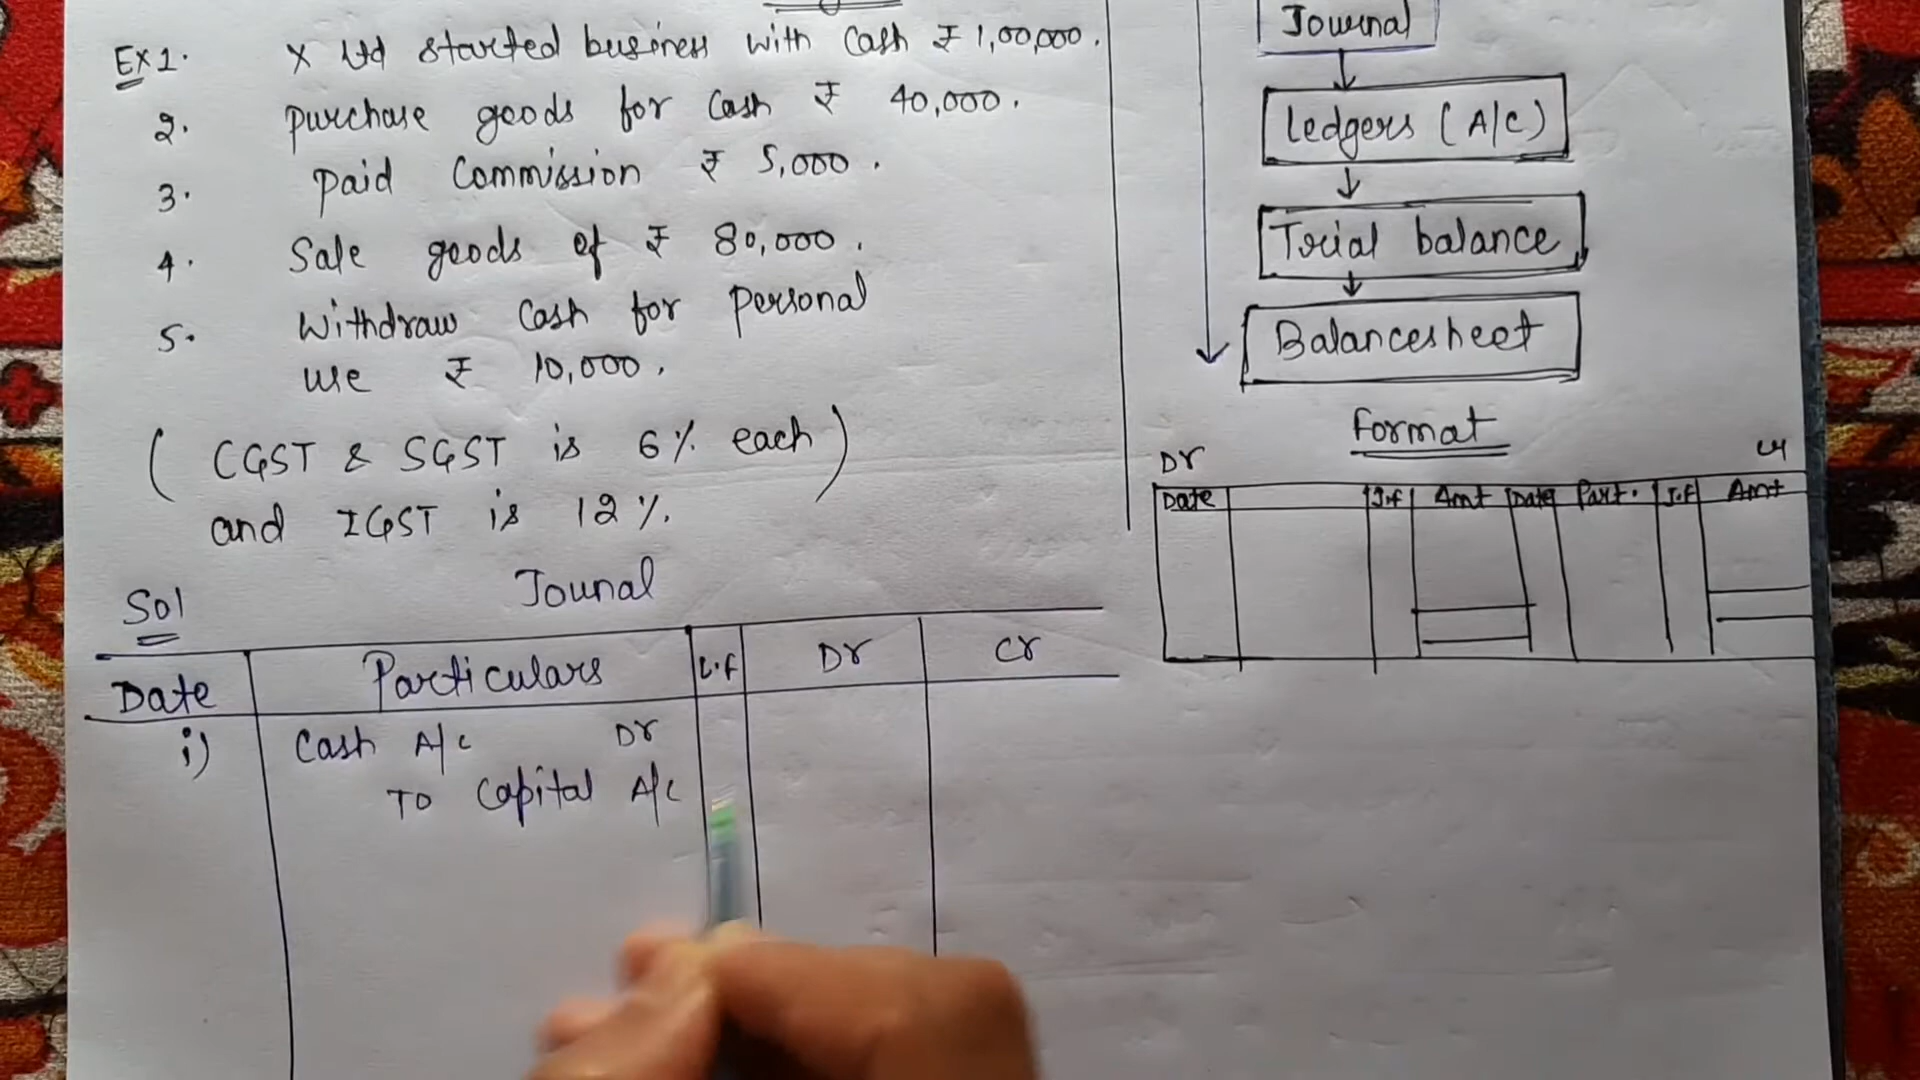 Ex 1. X Ltd started business with Cash ₹ 1,00,000.
2. purchase goods for Cash ₹ 40,000.
3. paid Commission ₹ 5,000.
4. Sale goods of ₹ 80,000.
5. Withdraw Cash for personal
use ₹ 10,000.
( CGST & SGST is 6% each )
and IGST is 12%.
Sol Jounal
Date Particulars L.f Dr Cr
i) Cash A/c Dr
To Capital A/c
Journal
Ledgers (A/C)
Trial balance
Balancesheet
Format
Dr Cr
Date J.f Amt Date Part. J.f Amt